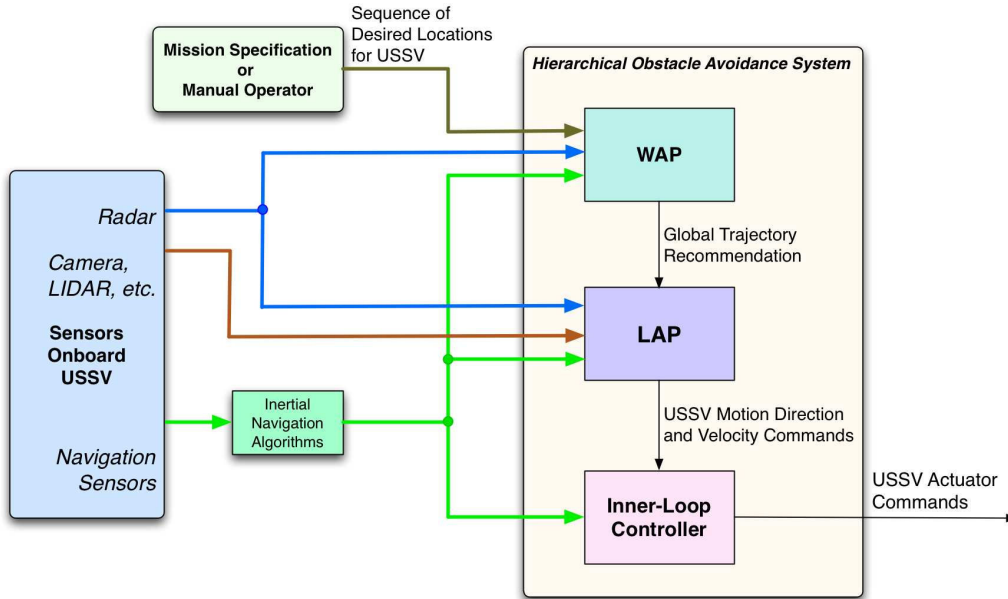 Sequence of
Desired Locations
for USSV
Mission Specification
or
Manual Operator
Hierarchical Obstacle Avoidance System
WAP
Radar
Global Trajectory
Recommendation
Camera,
LIDAR, etc.
LAP
Sensors
Onboard
USSV
Inertial
Navigation
Algorithms
USSV Motion Direction
and Velocity Commands
Navigation
Sensors
Inner-Loop
Controller
USSV Actuator
Commands